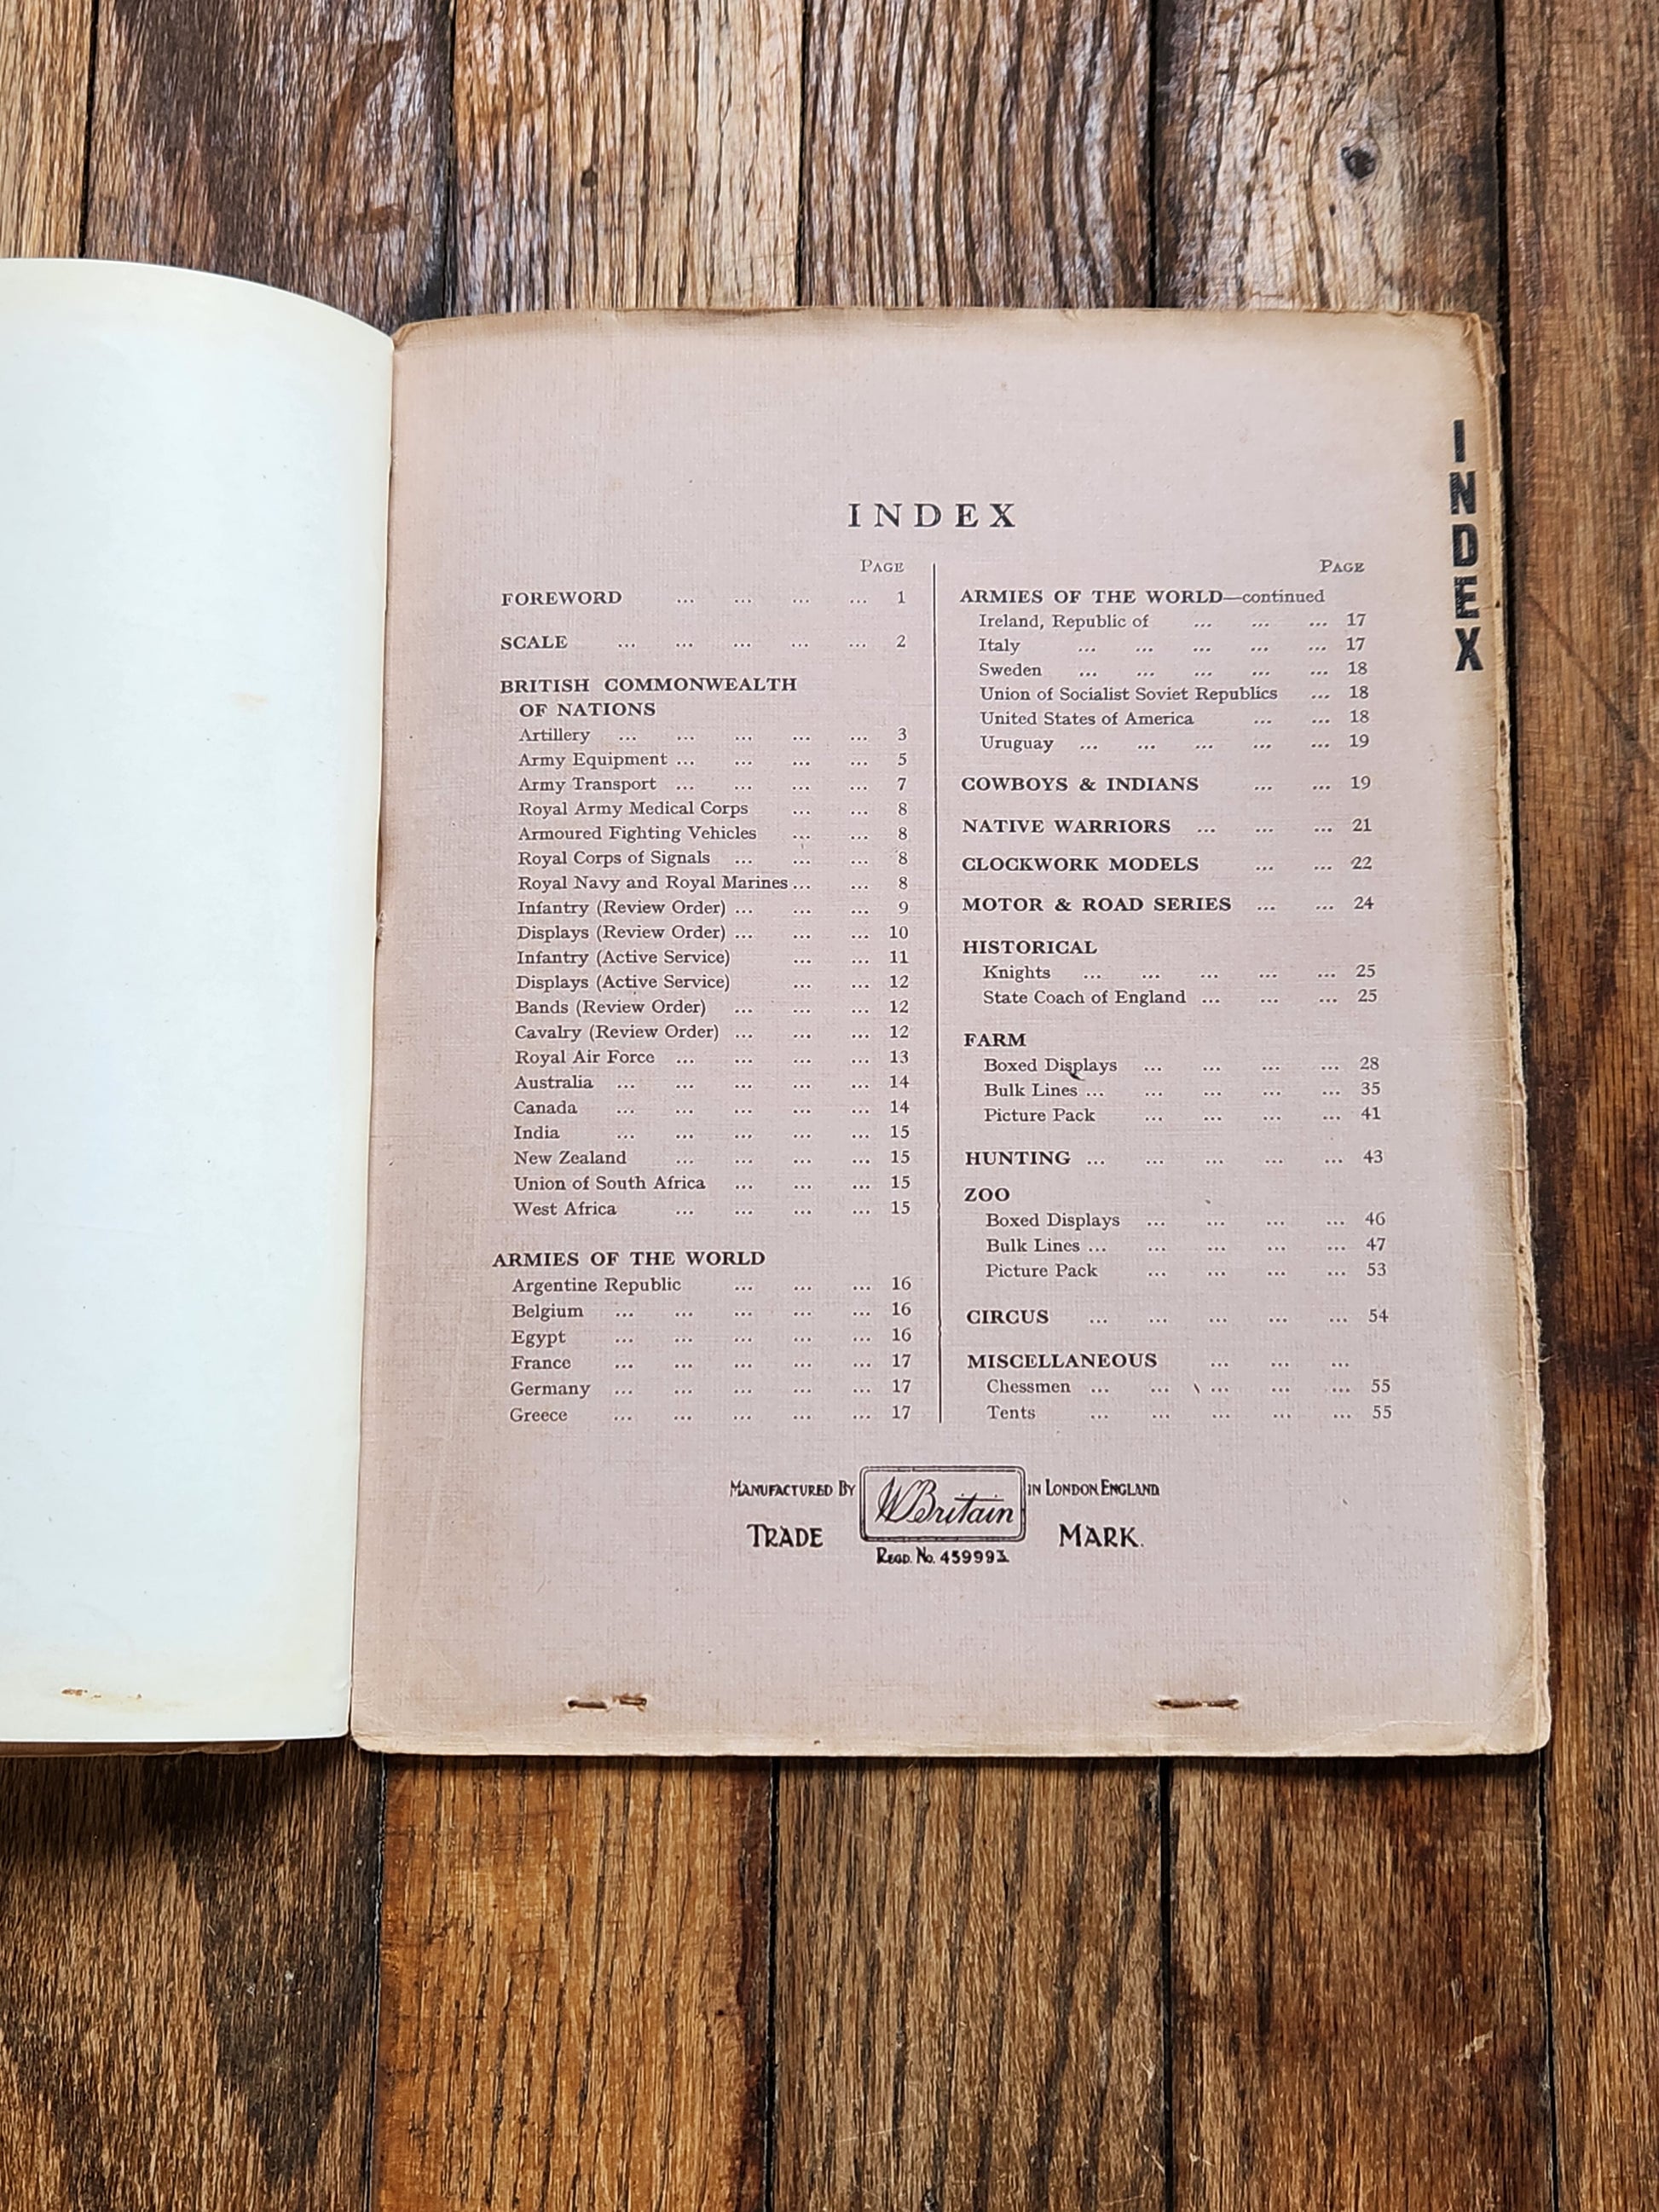 INDEX
PAGE
FOREWORD ... ... ... ... 1
SCALE ... ... ... ... ... 2
BRITISH COMMONWEALTH
OF NATIONS
Artillery ... ... ... ... ... 3
Army Equipment ... ... ... ... 5
Army Transport ... ... ... ... 7
Royal Army Medical Corps ... ... 8
Armoured Fighting Vehicles ... ... 8
Royal Corps of Signals ... ... ... 8
Royal Navy and Royal Marines ... ... 8
Infantry (Review Order) ... ... ... 9
Displays (Review Order) ... ... ... 10
Infantry (Active Service) ... ... 11
Displays (Active Service) ... ... 12
Bands (Review Order) ... ... ... 12
Cavalry (Review Order) ... ... ... 12
Royal Air Force ... ... ... ... 13
Australia ... ... ... ... ... 14
Canada ... ... ... ... ... 14
India ... ... ... ... ... 15
New Zealand ... ... ... ... 15
Union of South Africa ... ... ... 15
West Africa ... ... ... ... 15
ARMIES OF THE WORLD
Argentine Republic ... ... ... 16
Belgium ... ... ... ... ... 16
Egypt ... ... ... ... ... 16
France ... ... ... ... ... 17
Germany ... ... ... ... ... 17
Greece ... ... ... ... ... 17
PAGE
ARMIES OF THE WORLD—continued
Ireland, Republic of ... ... ... 17
Italy ... ... ... ... ... 17
Sweden ... ... ... ... ... 18
Union of Socialist Soviet Republics ... 18
United States of America ... ... 18
Uruguay ... ... ... ... ... 19
COWBOYS & INDIANS ... ... 19
NATIVE WARRIORS ... ... ... 21
CLOCKWORK MODELS ... ... 22
MOTOR & ROAD SERIES ... ... 24
HISTORICAL
Knights ... ... ... ... ... 25
State Coach of England ... ... ... 25
FARM
Boxed Displays ... ... ... ... 28
Bulk Lines ... ... ... ... ... 35
Picture Pack ... ... ... ... 41
HUNTING ... ... ... ... ... 43
ZOO
Boxed Displays ... ... ... ... 46
Bulk Lines ... ... ... ... ... 47
Picture Pack ... ... ... ... 53
CIRCUS ... ... ... ... ... 54
MISCELLANEOUS ... ... ...
Chessmen ... ... ... ... ... 55
Tents ... ... ... ... ... 55
MANUFACTURED BY WBritain IN LONDON, ENGLAND
TRADE MARK.
REGD. No. 459993.
INDEX